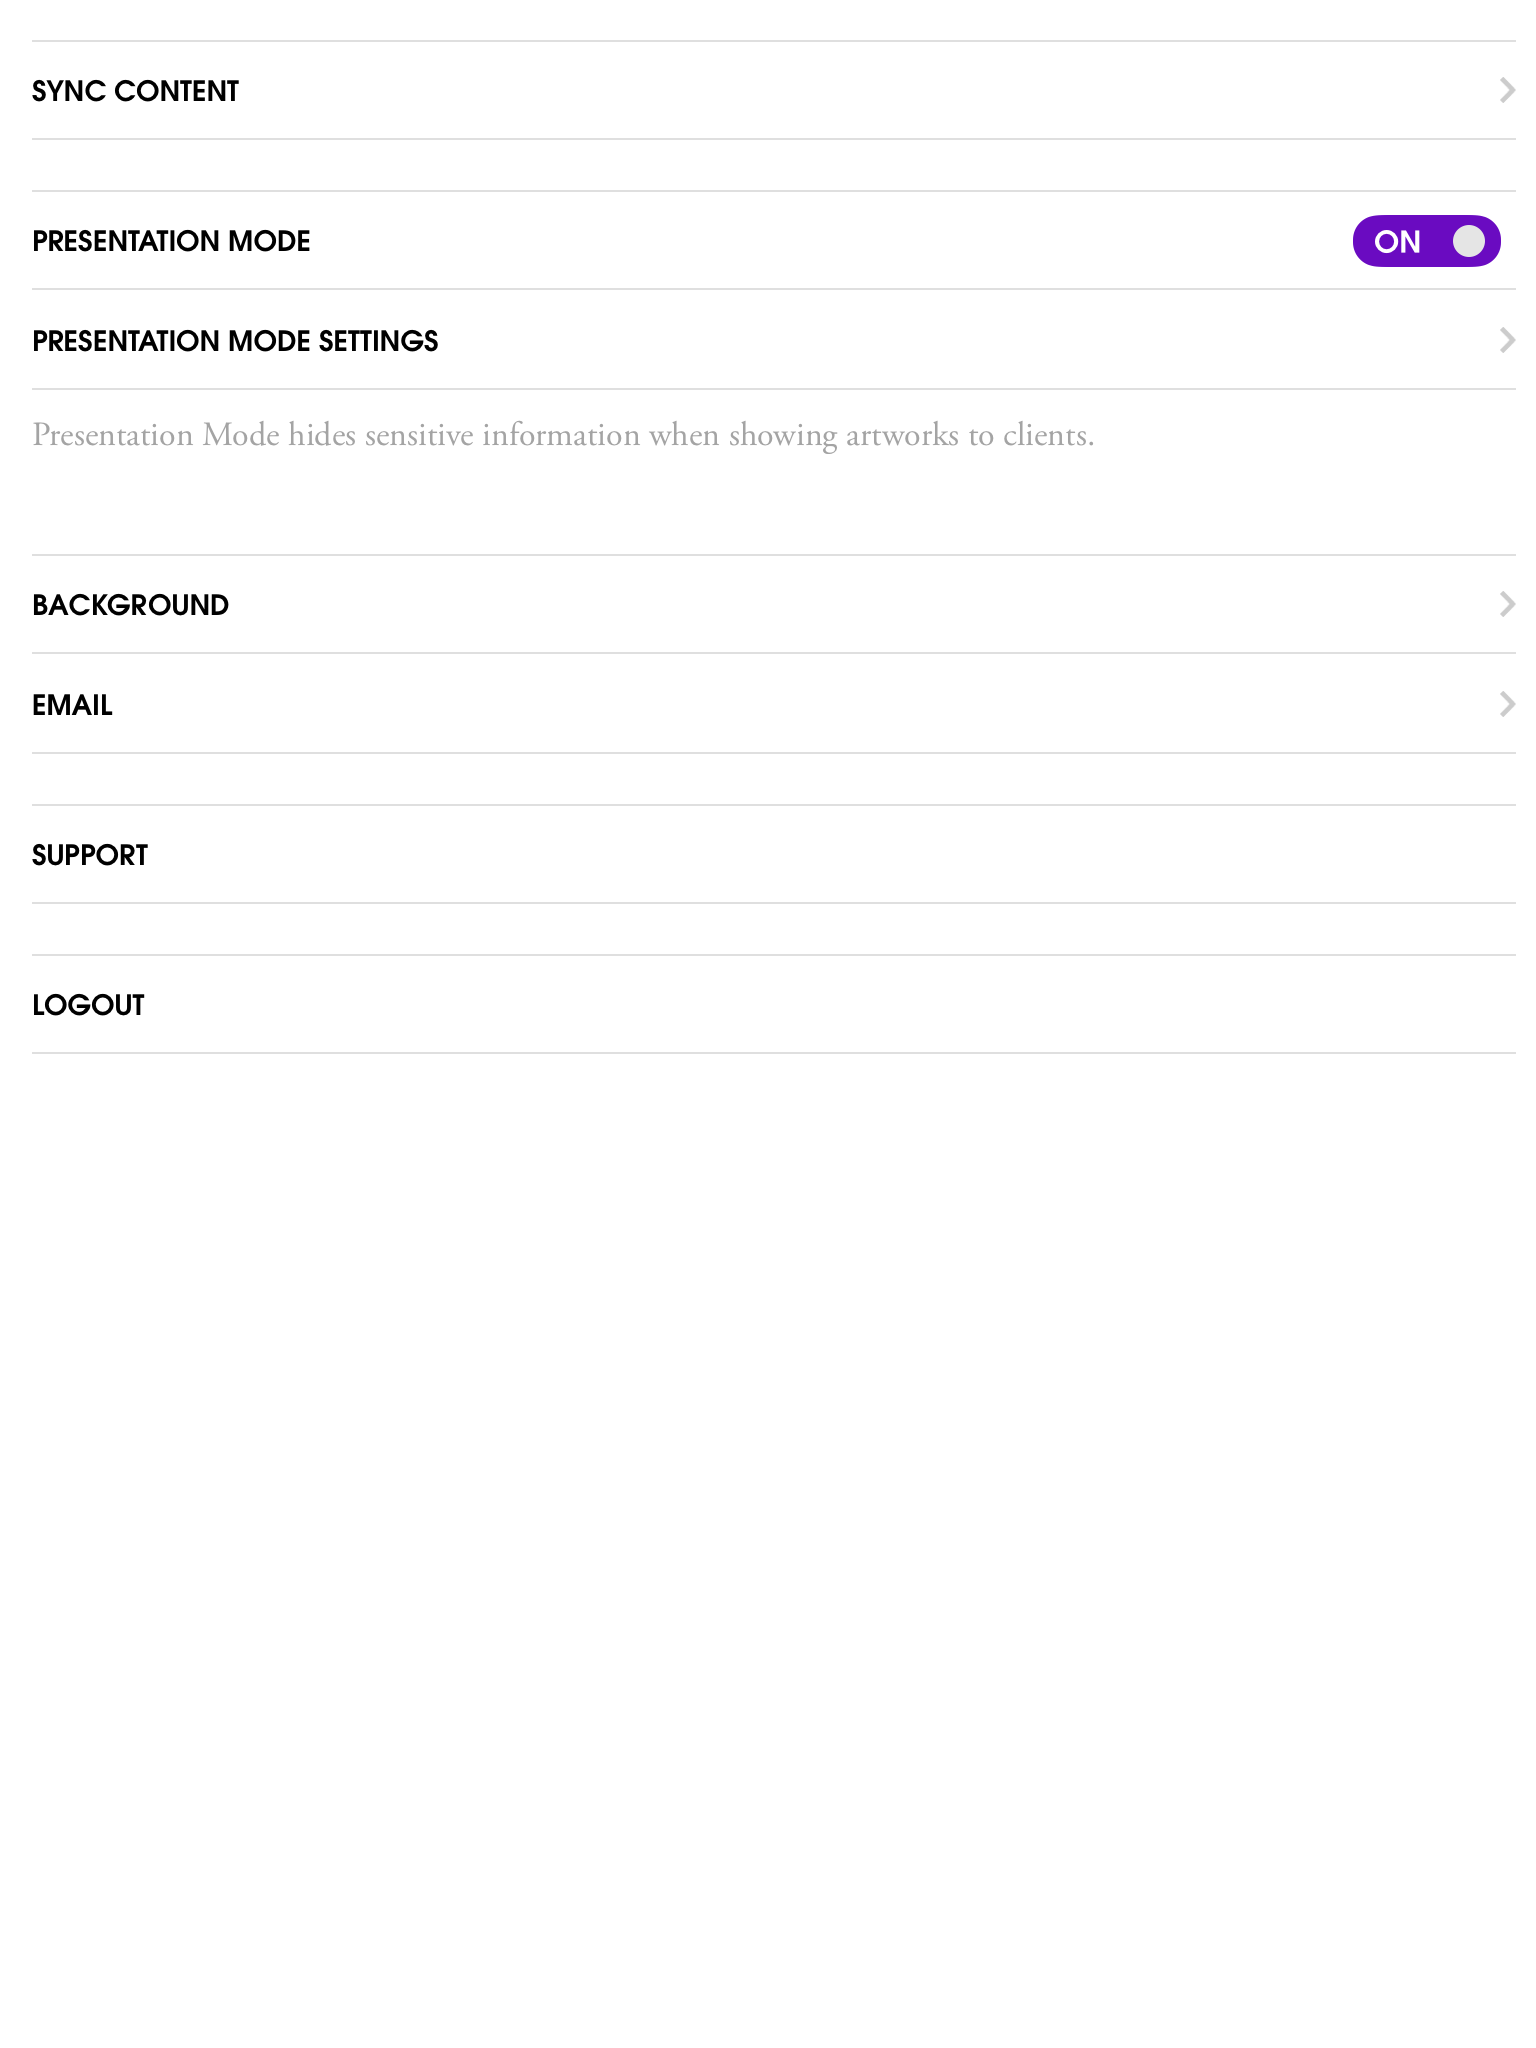 SYNC CONTENT
PRESENTATION MODE
ON
PRESENTATION MODE SETTINGS
Presentation Mode hides sensitive information when showing artworks to clients.
BACKGROUND
EMAIL
SUPPORT
LOGOUT